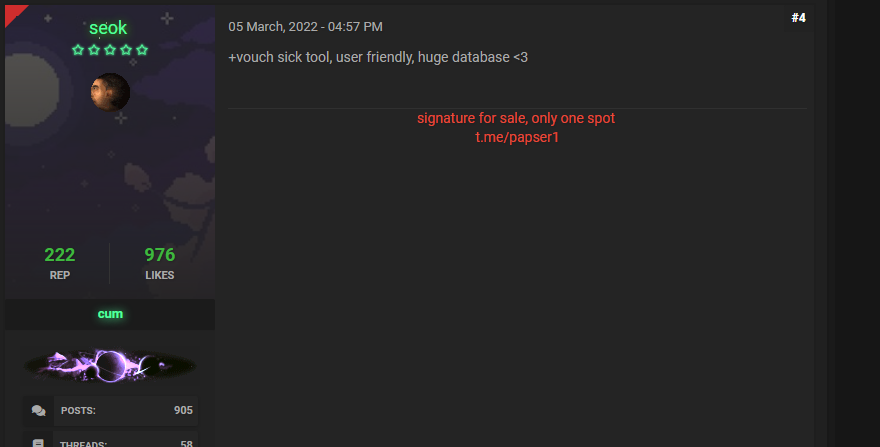 seok
222
REP
976
LIKES
cum
POSTS: 905
THREADS: 58
#4
05 March, 2022 - 04:57 PM
+vouch sick tool, user friendly, huge database <3
signature for sale, only one spot
t.me/papser1